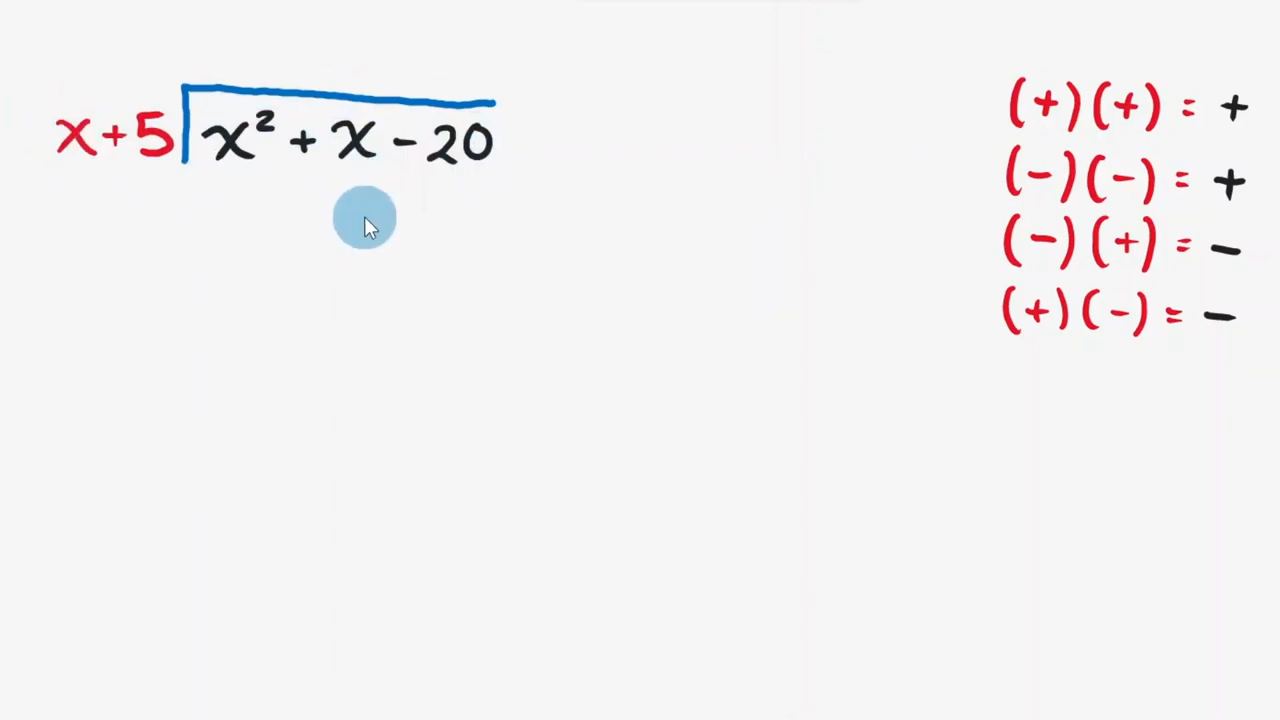 x+5 x² + x - 20
(+)(+) = +
(-)(-) = +
(-)(+) = -
(+)(-) = -